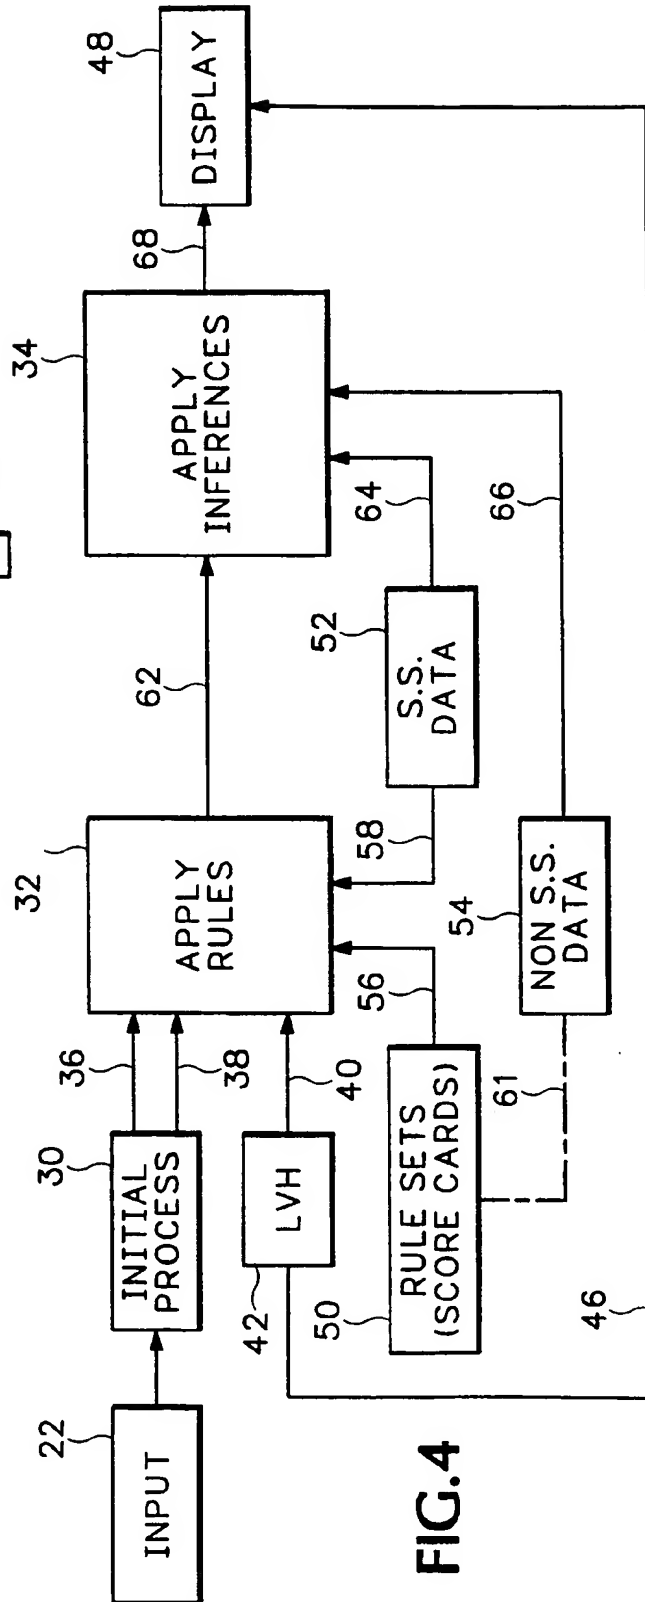 22
INPUT
30
INITIAL
PROCESS
36
38
32
APPLY
RULES
62
34
APPLY
INFERENCES
68
48
DISPLAY
42
LVH
40
50
RULE SETS
(SCORE CARDS)
56
58
52
S.S.
DATA
64
61
54
NON S.S.
DATA
66
46
FIG.4